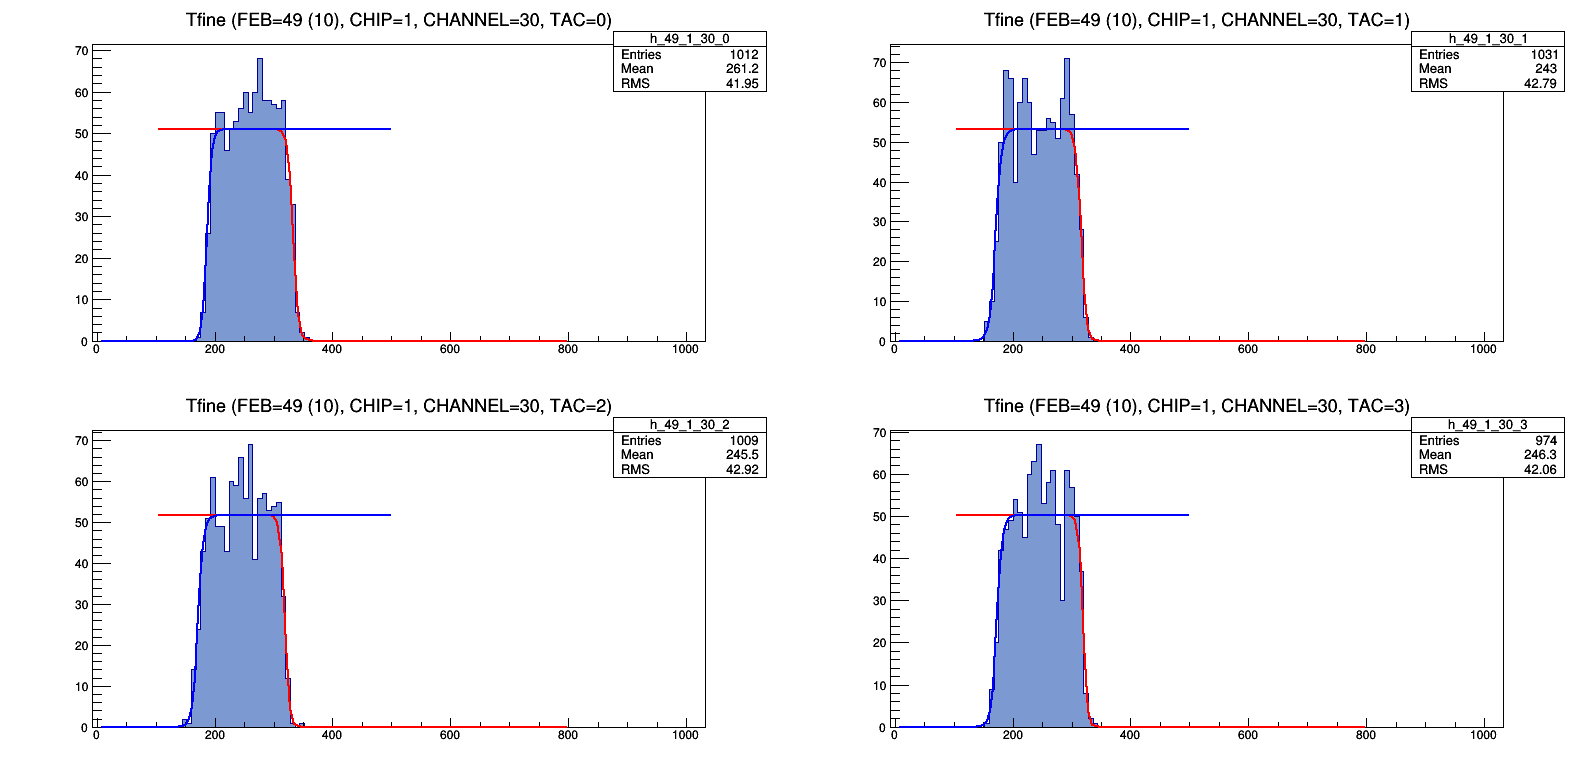 Tfine (FEB=49 (10), CHIP=1, CHANNEL=30, TAC=0)
h_49_1_30_0
Entries 1012
Mean 261.2
RMS 41.95
70
60
50
40
30
20
10
0
0 200 400 600 800 1000
Tfine (FEB=49 (10), CHIP=1, CHANNEL=30, TAC=1)
h_49_1_30_1
Entries 1031
Mean 243
RMS 42.79
70
60
50
40
30
20
10
0
0 200 400 600 800 1000
Tfine (FEB=49 (10), CHIP=1, CHANNEL=30, TAC=2)
h_49_1_30_2
Entries 1009
Mean 245.5
RMS 42.92
70
60
50
40
30
20
10
0
0 200 400 600 800 1000
Tfine (FEB=49 (10), CHIP=1, CHANNEL=30, TAC=3)
h_49_1_30_3
Entries 974
Mean 246.3
RMS 42.06
70
60
50
40
30
20
10
0
0 200 400 600 800 1000